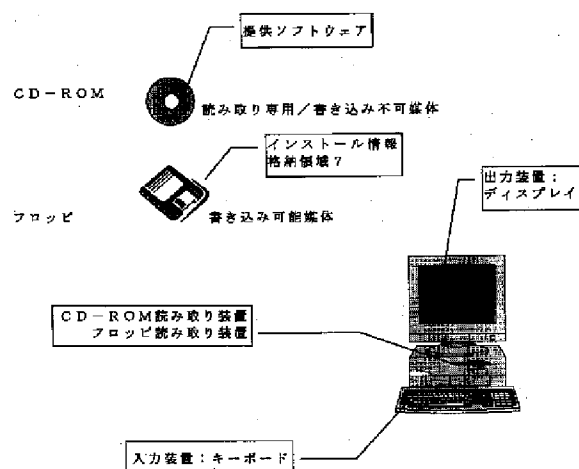 提供ソフトウェア
CD－ROM
読み取り専用／書き込み不可媒体
インストール情報
格納領域7
フロッピ
書き込み可能媒体
出力装置：
ディスプレイ
CD－ROM読み取り装置
フロッピ読み取り装置
入力装置：キーボード